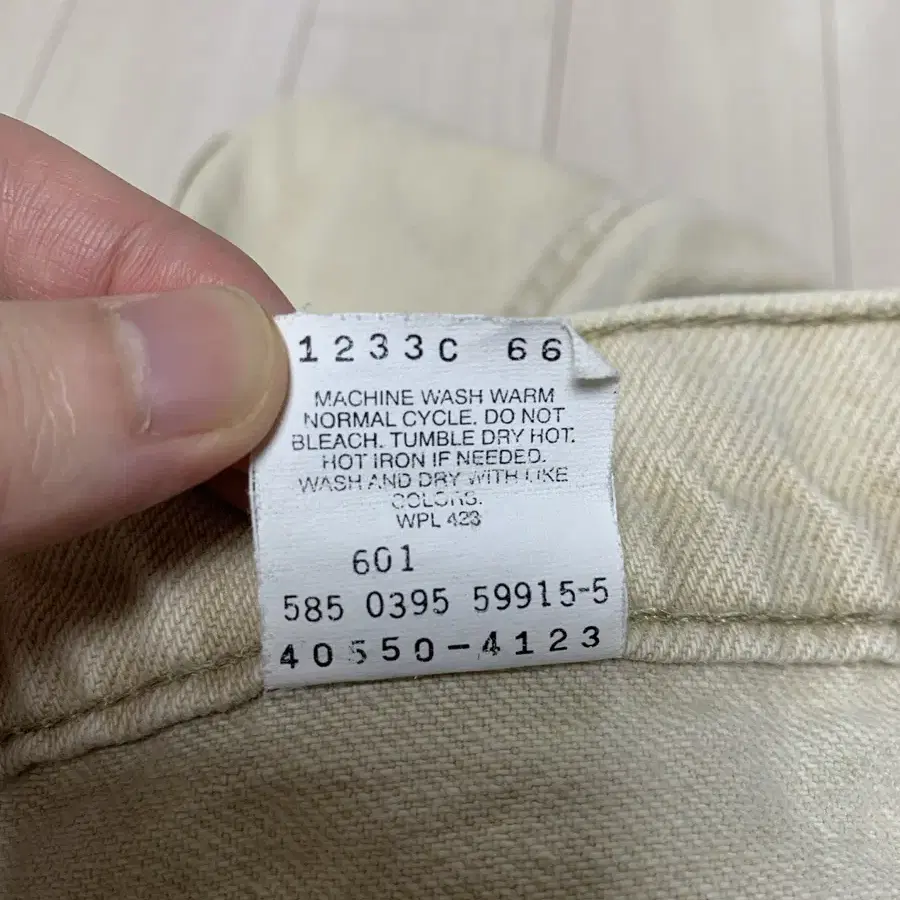 1233C 66
MACHINE WASH WARM
NORMAL CYCLE. DO NOT
BLEACH. TUMBLE DRY HOT.
HOT IRON IF NEEDED.
WASH AND DRY WITH LIKE
COLORS.
WPL 423
601
585 0395 59915-5
40550-4123